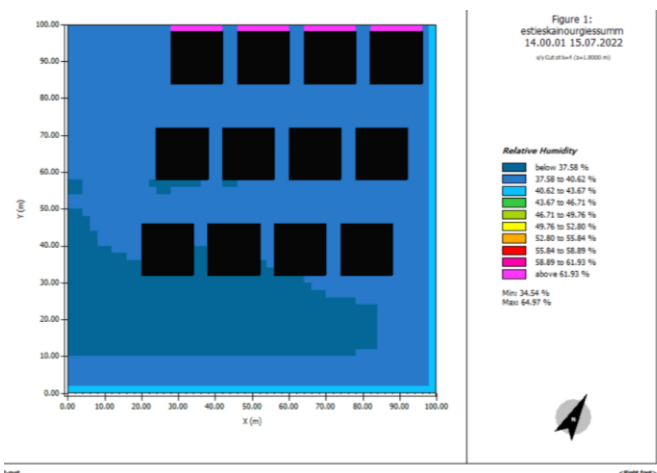 Figure 1:
estieskainourgiessumm
14.00.01 15.07.2022
x/y Cut at k=4 (z=1.8000 m)
100.00
90.00
80.00
70.00
60.00
50.00
40.00
30.00
20.00
10.00
0.00
Y (m)
0.00 10.00 20.00 30.00 40.00 50.00 60.00 70.00 80.00 90.00 100.00
X (m)
Relative Humidity
below 37.58 %
37.58 to 40.62 %
40.62 to 43.67 %
43.67 to 46.71 %
46.71 to 49.76 %
49.76 to 52.80 %
52.80 to 55.84 %
55.84 to 58.89 %
58.89 to 61.93 %
above 61.93 %
Min: 34.54 %
Max: 64.97 %
N